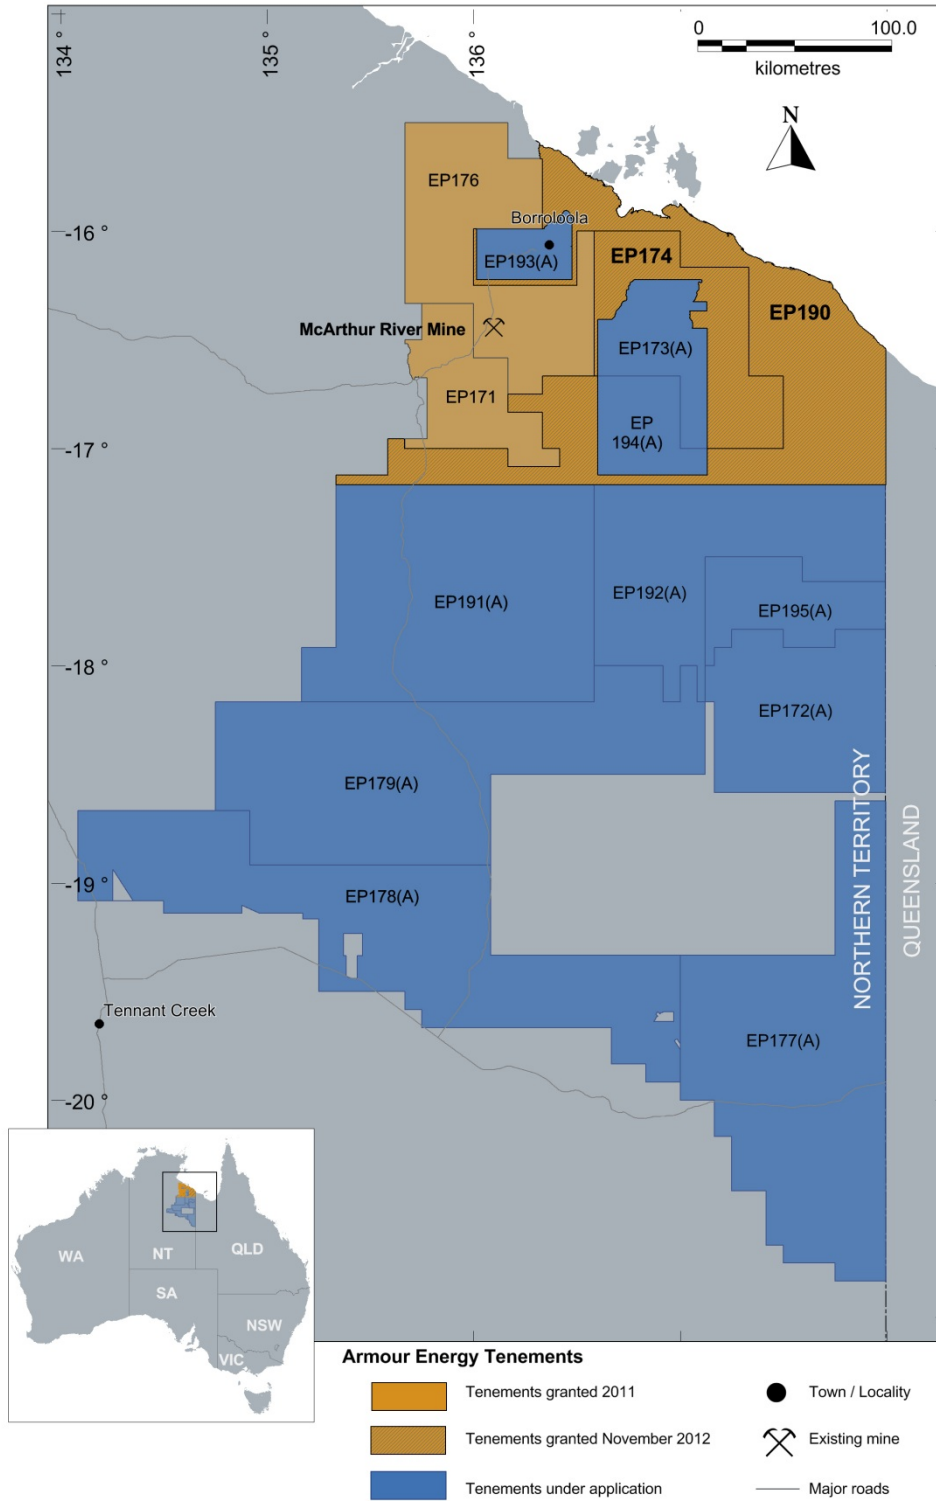 134 °
135 °
136 °
0 100.0
kilometres
N
EP176
Borroloola
-16 °
EP193(A)
EP174
EP190
McArthur River Mine
EP173(A)
EP171
EP
194(A)
-17 °
EP191(A)
EP192(A)
EP195(A)
-18 °
EP172(A)
EP179(A)
NORTHERN TERRITORY
QUEENSLAND
-19 °
EP178(A)
Tennant Creek
EP177(A)
-20 °
WA
NT
QLD
SA
NSW
VIC
Armour Energy Tenements
Tenements granted 2011
Town / Locality
Tenements granted November 2012
Existing mine
Tenements under application
Major roads